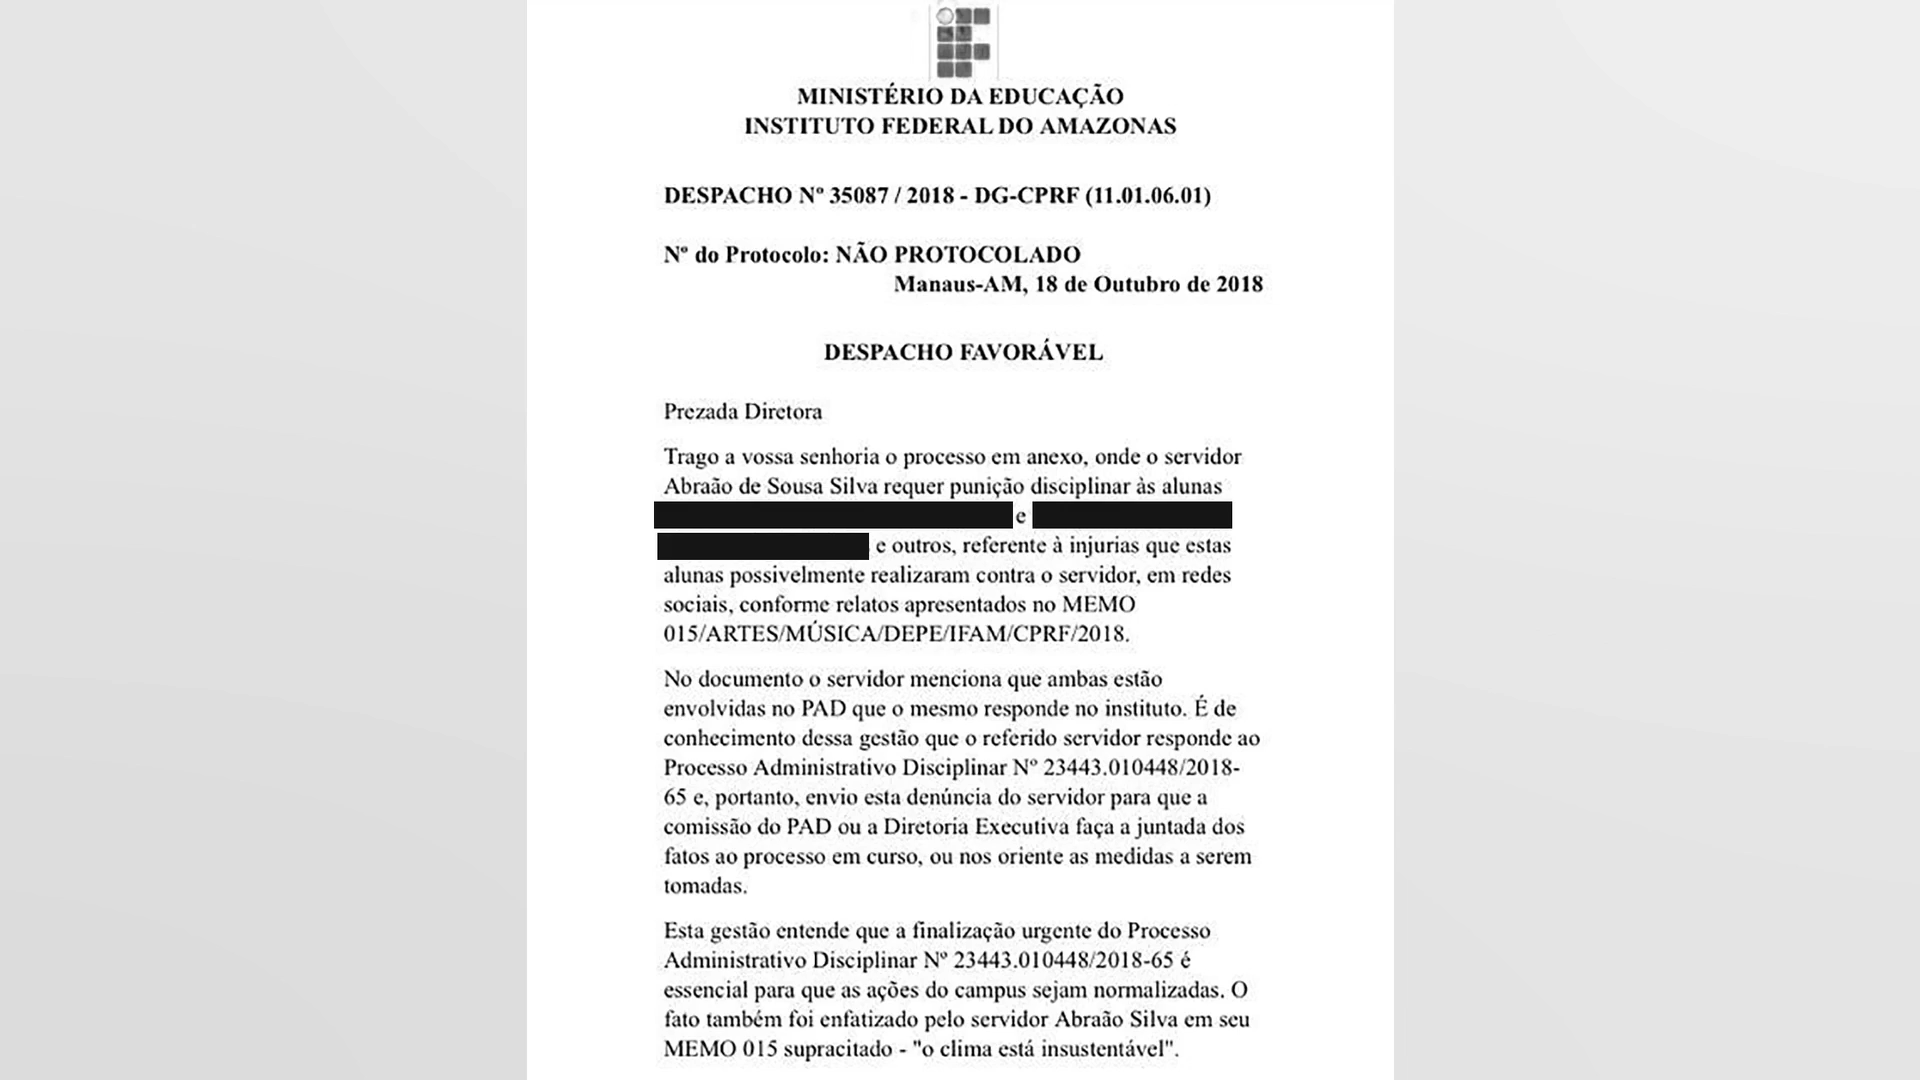 MINISTÉRIO DA EDUCAÇÃO
INSTITUTO FEDERAL DO AMAZONAS
DESPACHO Nº 35087 / 2018 - DG-CPRF (11.01.06.01)
Nº do Protocolo: NÃO PROTOCOLADO
Manaus-AM, 18 de Outubro de 2018
DESPACHO FAVORÁVEL
Prezada Diretora
Trago a vossa senhoria o processo em anexo, onde o servidor
Abraão de Sousa Silva requer punição disciplinar às alunas
e
e outros, referente à injurias que estas
alunas possivelmente realizaram contra o servidor, em redes
sociais, conforme relatos apresentados no MEMO
015/ARTES/MÚSICA/DEPE/IFAM/CPRF/2018.
No documento o servidor menciona que ambas estão
envolvidas no PAD que o mesmo responde no instituto. É de
conhecimento dessa gestão que o referido servidor responde ao
Processo Administrativo Disciplinar Nº 23443.010448/2018-
65 e, portanto, envio esta denúncia do servidor para que a
comissão do PAD ou a Diretoria Executiva faça a juntada dos
fatos ao processo em curso, ou nos oriente as medidas a serem
tomadas.
Esta gestão entende que a finalização urgente do Processo
Administrativo Disciplinar Nº 23443.010448/2018-65 é
essencial para que as ações do campus sejam normalizadas. O
fato também foi enfatizado pelo servidor Abraão Silva em seu
MEMO 015 supracitado - "o clima está insustentável".